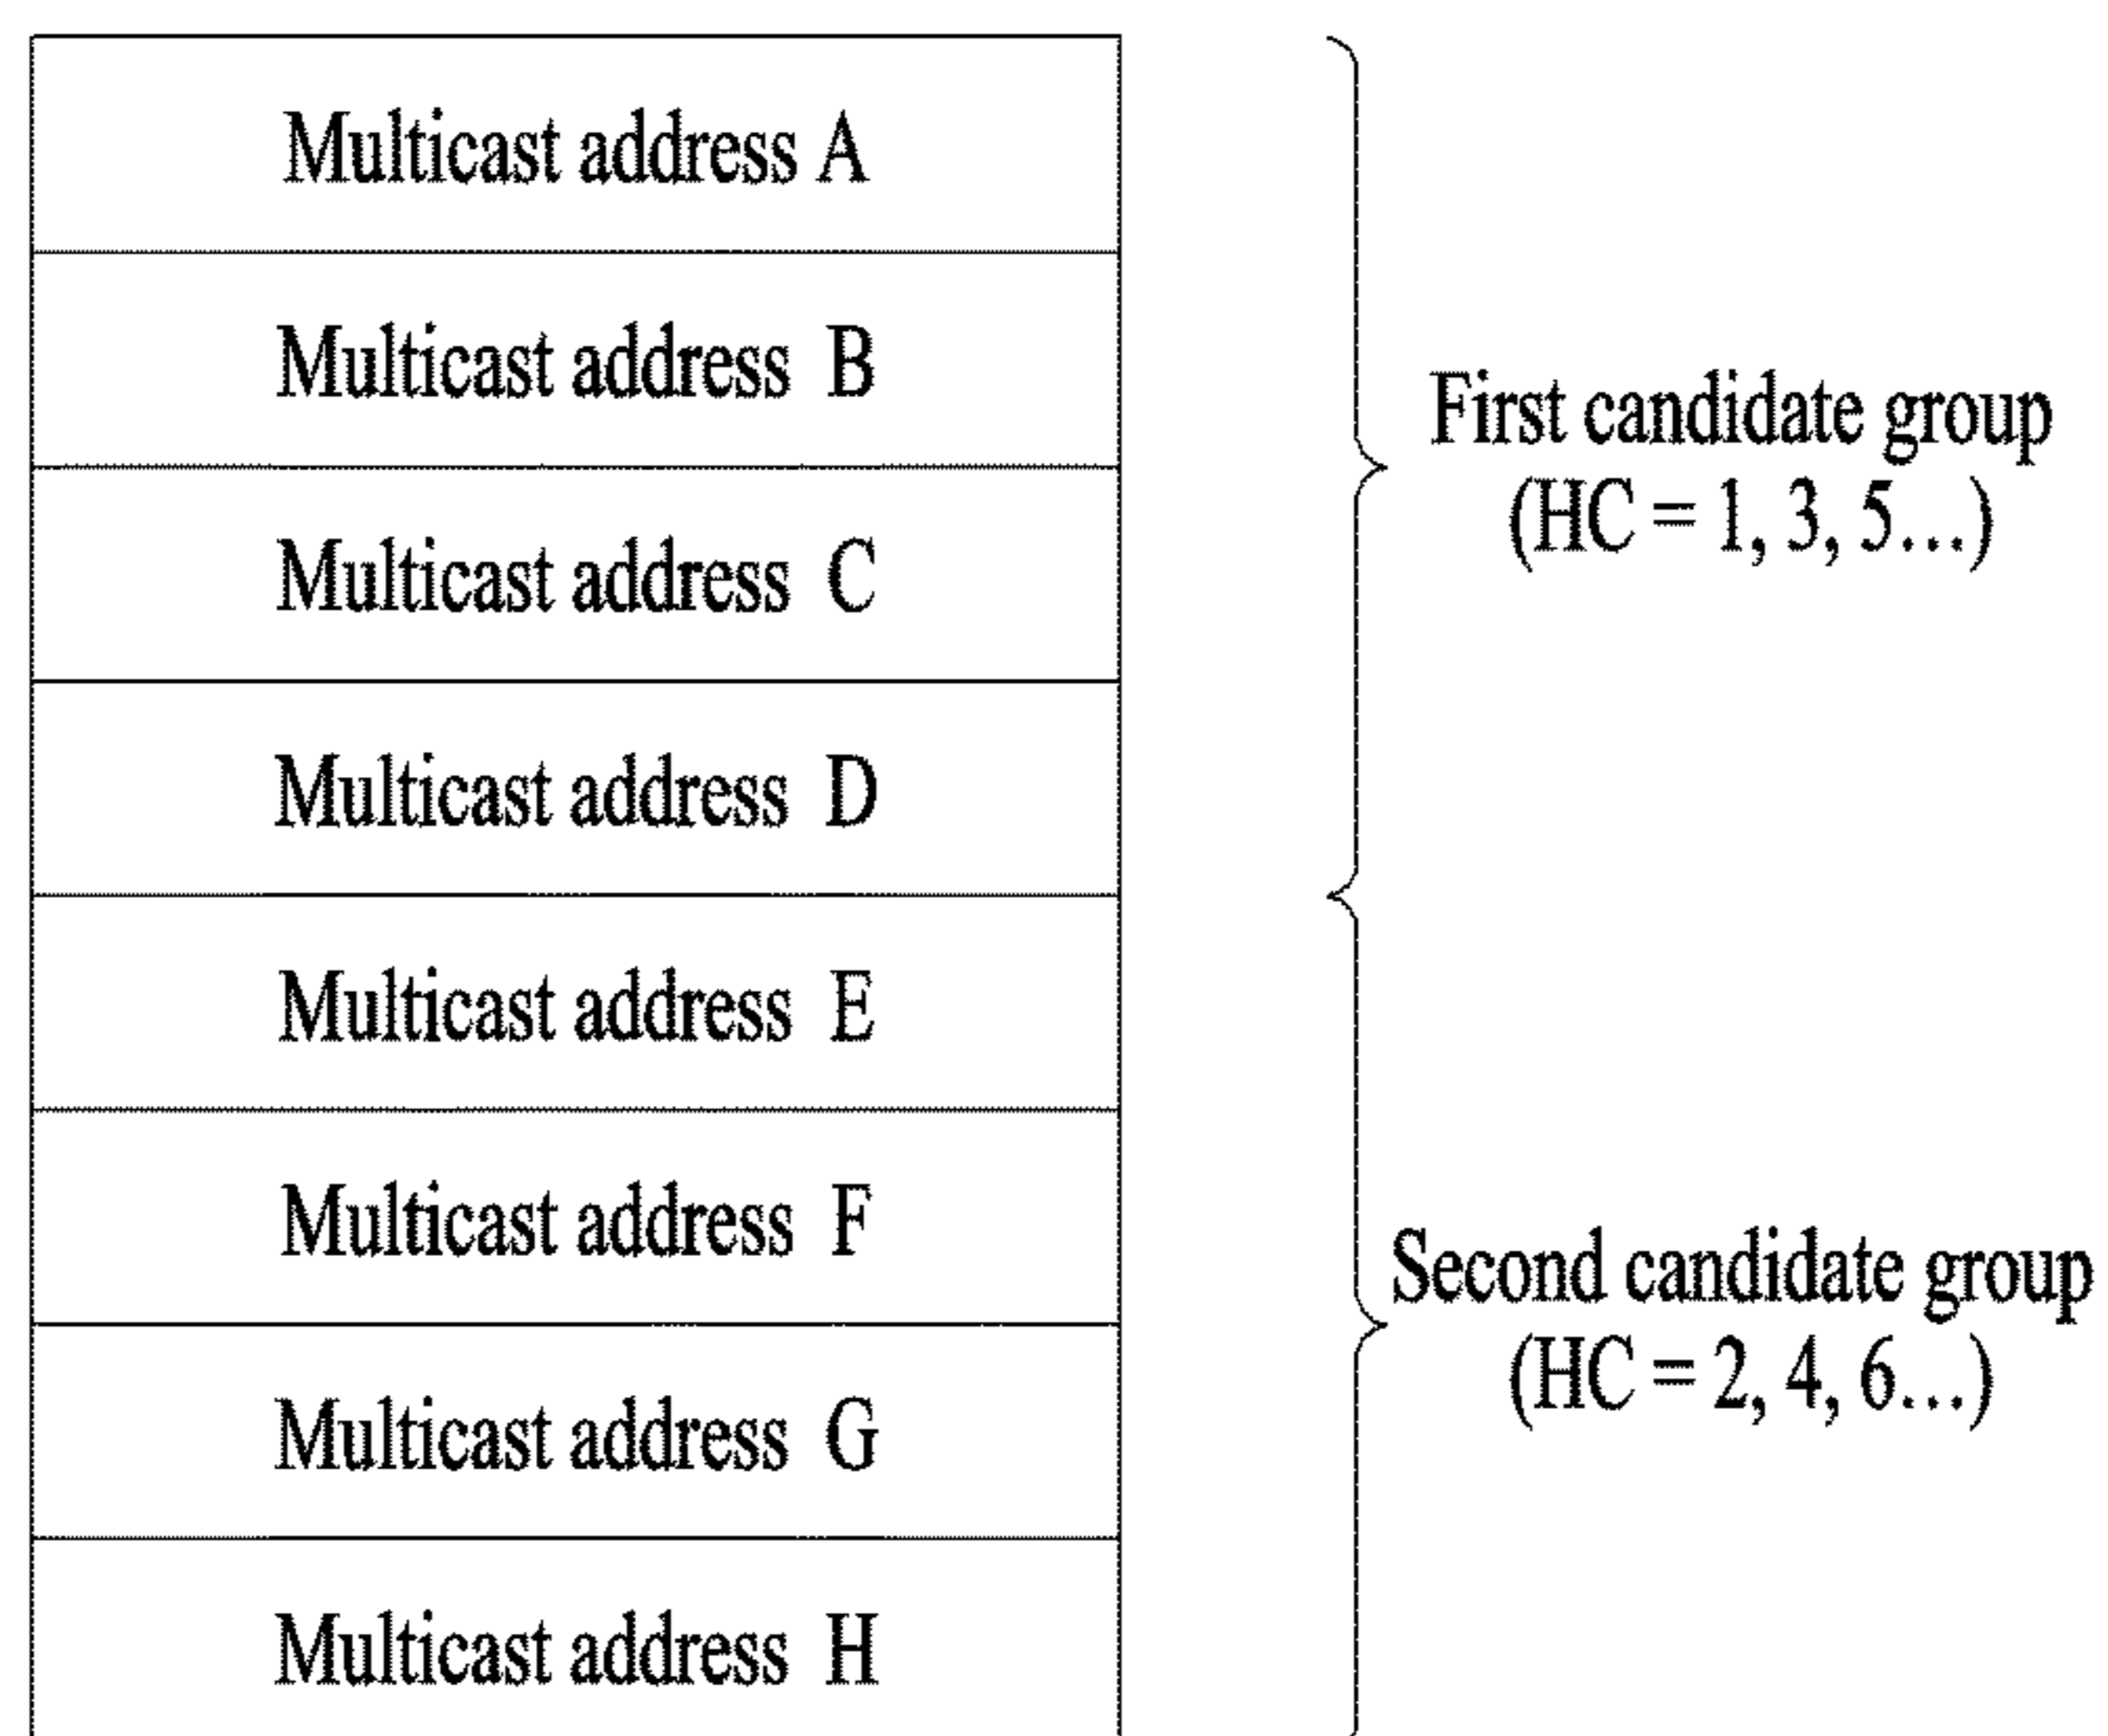 Multicast address A
Multicast address B
Multicast address C
Multicast address D
Multicast address E
Multicast address F
Multicast address G
Multicast address H
First candidate group
(HC = 1, 3, 5...)
Second candidate group
(HC = 2, 4, 6...)